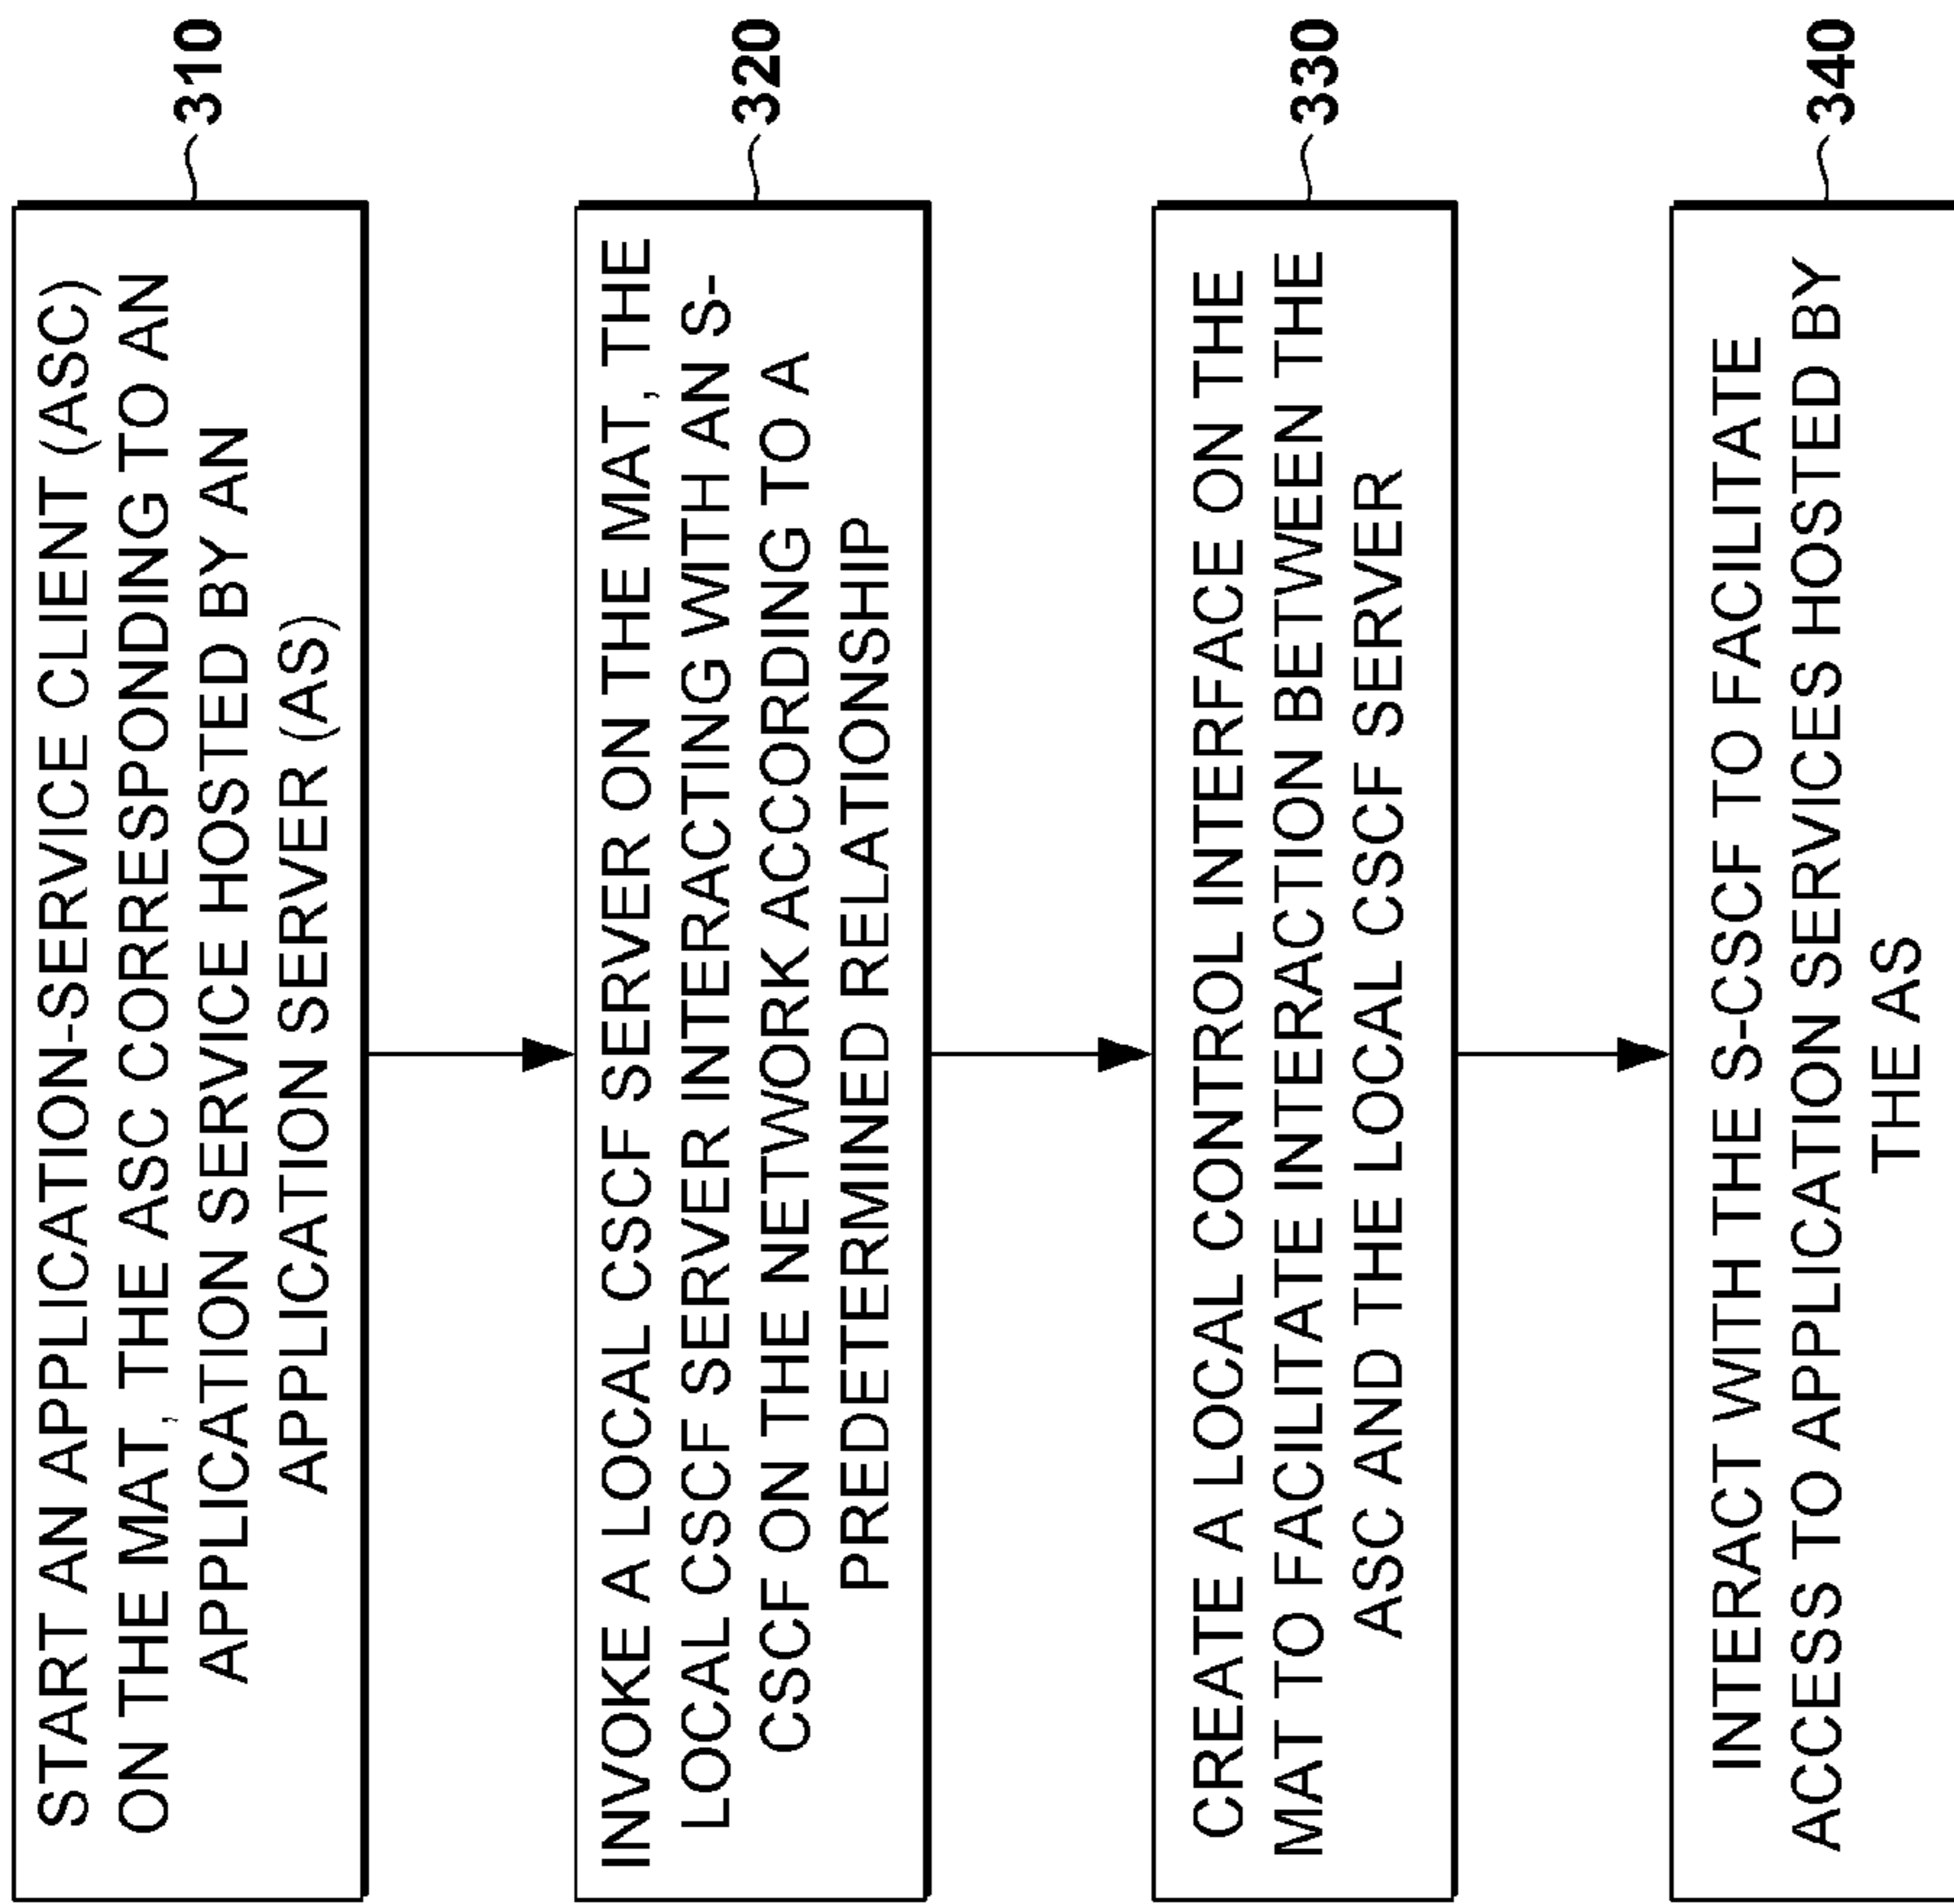 START AN APPLICATION-SERVICE CLIENT (ASC)
ON THE MAT, THE ASC CORRESPONDING TO AN
APPLICATION SERVICE HOSTED BY AN
APPLICATION SERVER (AS)
310
INVOKE A LOCAL CSCF SERVER ON THE MAT, THE
LOCAL CSCF SERVER INTERACTING WITH AN S-
CSCF ON THE NETWORK ACCORDING TO A
PREDETERMINED RELATIONSHIP
320
CREATE A LOCAL CONTROL INTERFACE ON THE
MAT TO FACILITATE INTERACTION BETWEEN THE
ASC AND THE LOCAL CSCF SERVER
330
INTERACT WITH THE S-CSCF TO FACILITATE
ACCESS TO APPLICATION SERVICES HOSTED BY
THE AS
340